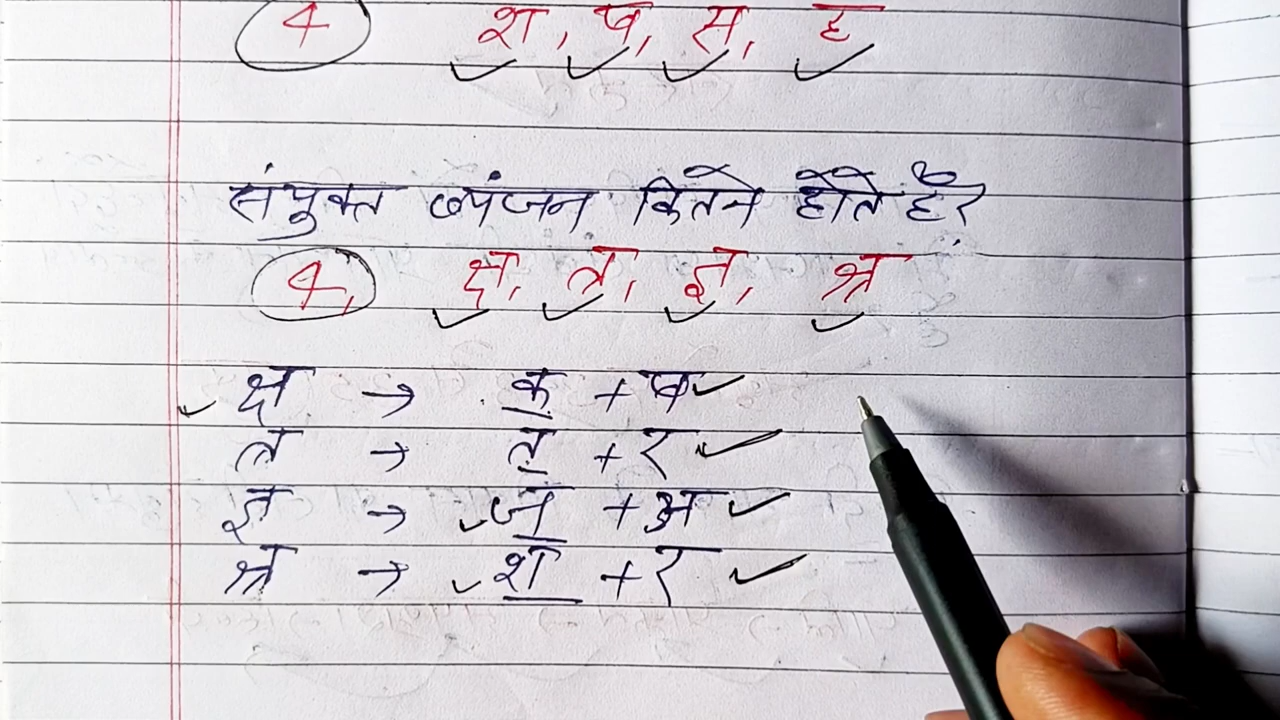 4 श, ष, स, ह
संयुक्त व्यंजन कितने होते हैं?
4, क्ष, त्र, ज्ञ, श्र
क्ष → क् + ष
त्र → त् + र
ज्ञ → ज् + अ
श्र → श् + र